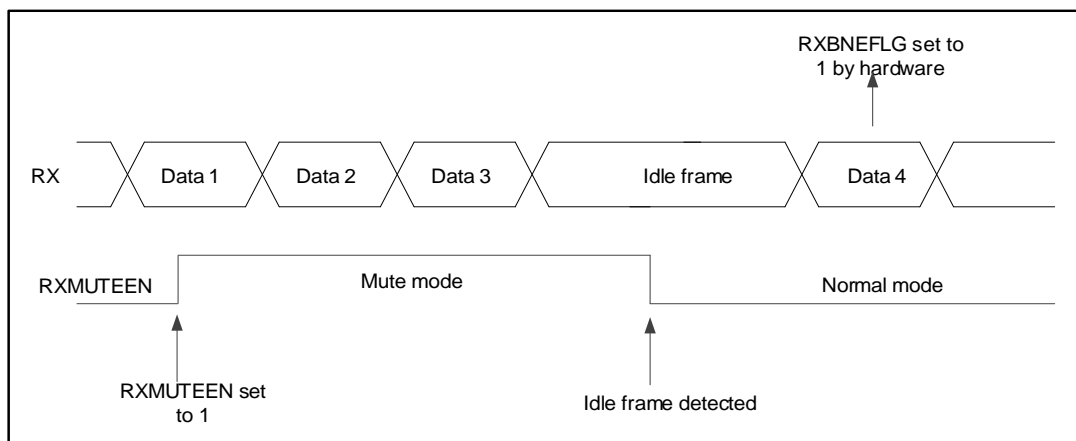 RXBNEFLG set to
1 by hardware
RX
Data 1
Data 2
Data 3
Idle frame
Data 4
RXMUTEEN
Mute mode
Normal mode
RXMUTEEN set
to 1
Idle frame detected